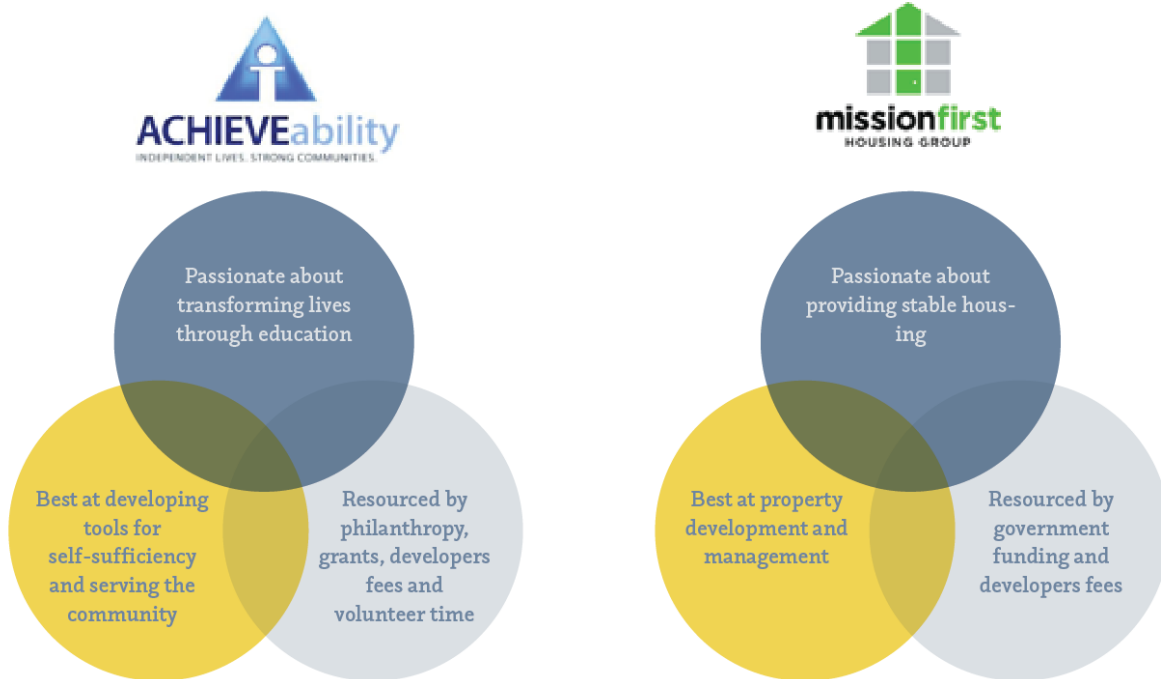 ACHIEVEability
INDEPENDENT LIVES. STRONG COMMUNITIES.
missionfirst
HOUSING GROUP
Passionate about
transforming lives
through education
Best at developing
tools for
self-sufficiency
and serving the
community
Resourced by
philanthropy,
grants, developers
fees and
volunteer time
Passionate about
providing stable hous-
ing
Best at property
development and
management
Resourced by
government
funding and
developers fees